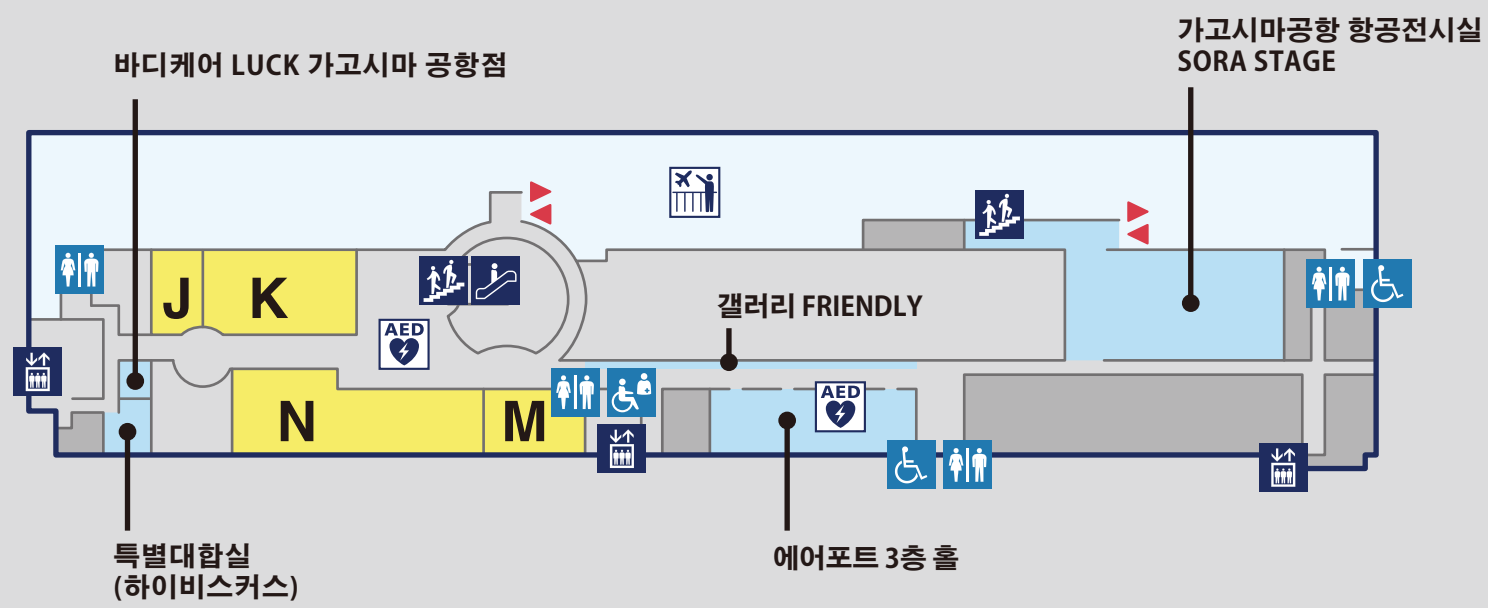 가고시마공항 항공전시실
SORA STAGE
바디케어 LUCK 가고시마 공항점
J
K
AED
갤러리 FRIENDLY
N
M
AED
특별대합실
(하이비스커스)
에어포트 3층 홀